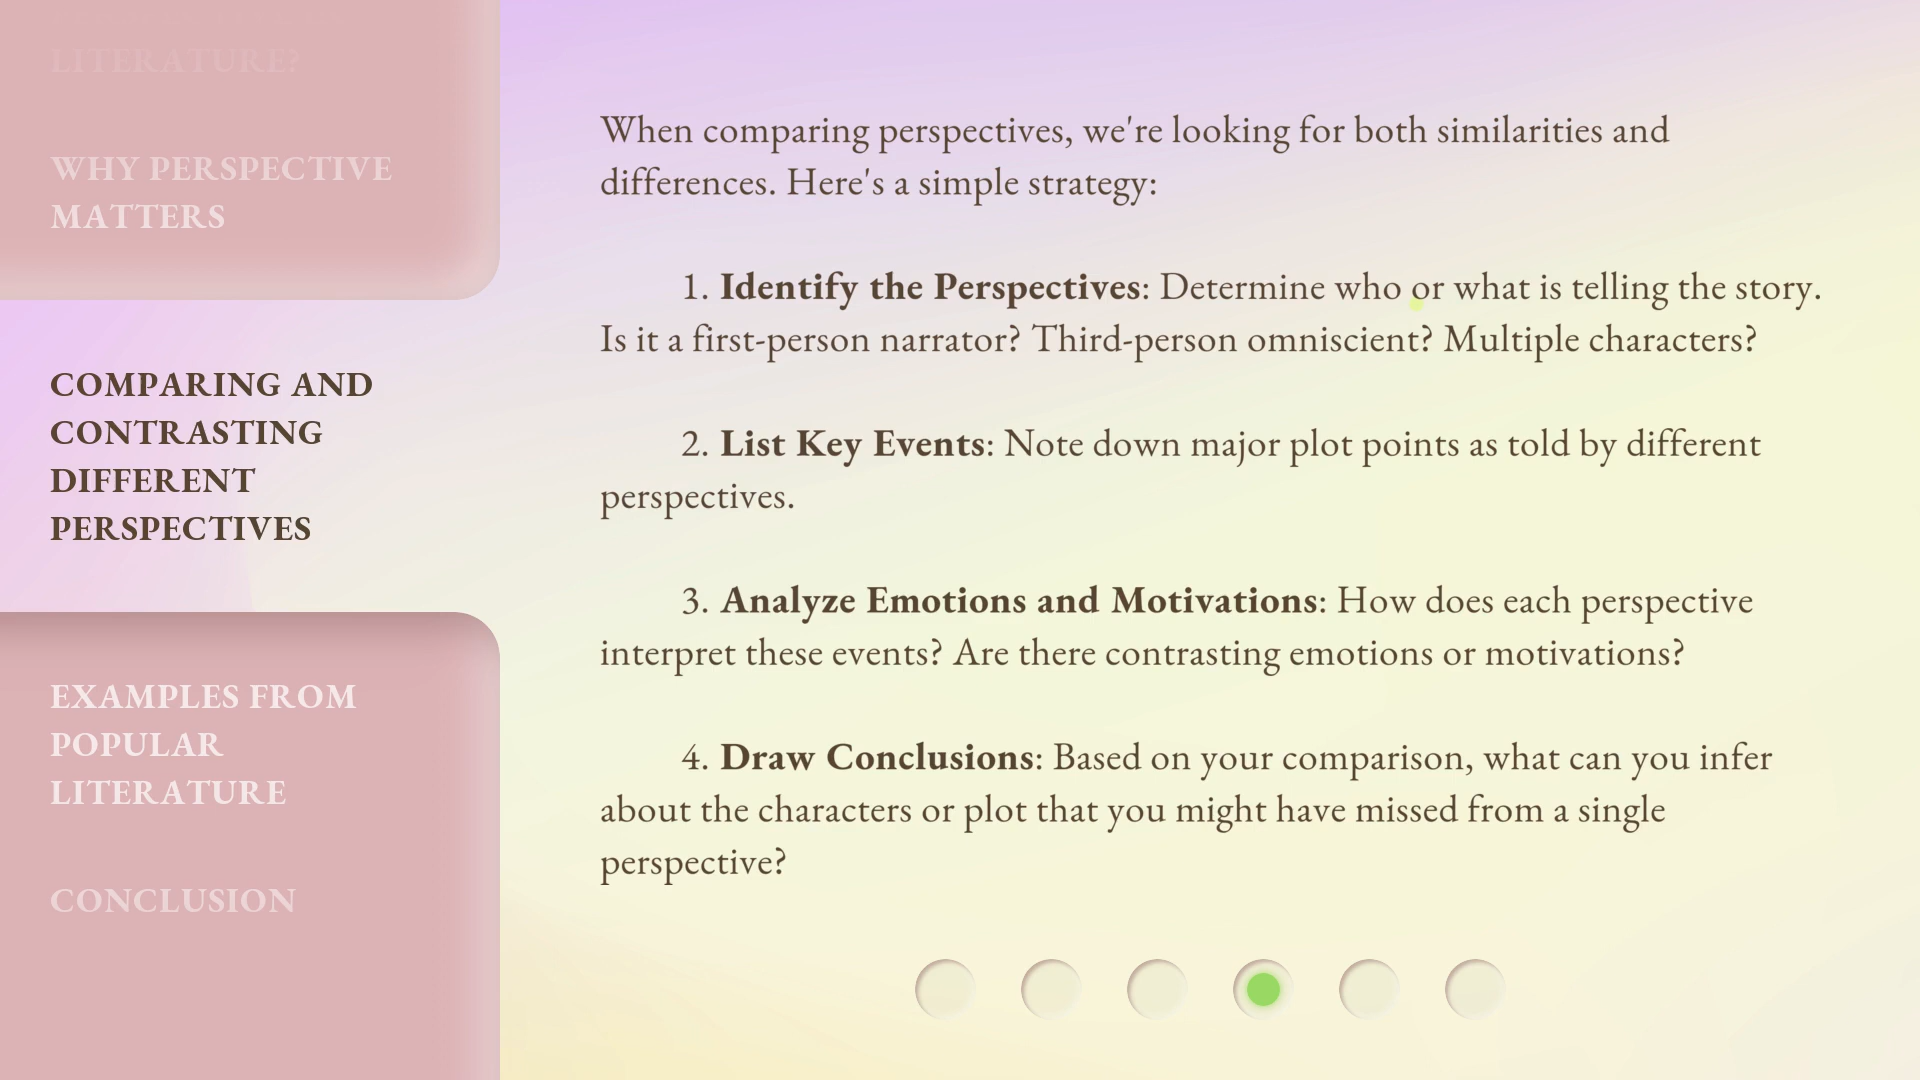 LITERATURE?
WHY PERSPECTIVE
MATTERS
COMPARING AND
CONTRASTING
DIFFERENT
PERSPECTIVES
EXAMPLES FROM
POPULAR
LITERATURE
CONCLUSION
When comparing perspectives, we're looking for both similarities and
differences. Here's a simple strategy:
1. Identify the Perspectives: Determine who or what is telling the story.
Is it a first-person narrator? Third-person omniscient? Multiple characters?
2. List Key Events: Note down major plot points as told by different
perspectives.
3. Analyze Emotions and Motivations: How does each perspective
interpret these events? Are there contrasting emotions or motivations?
4. Draw Conclusions: Based on your comparison, what can you infer
about the characters or plot that you might have missed from a single
perspective?